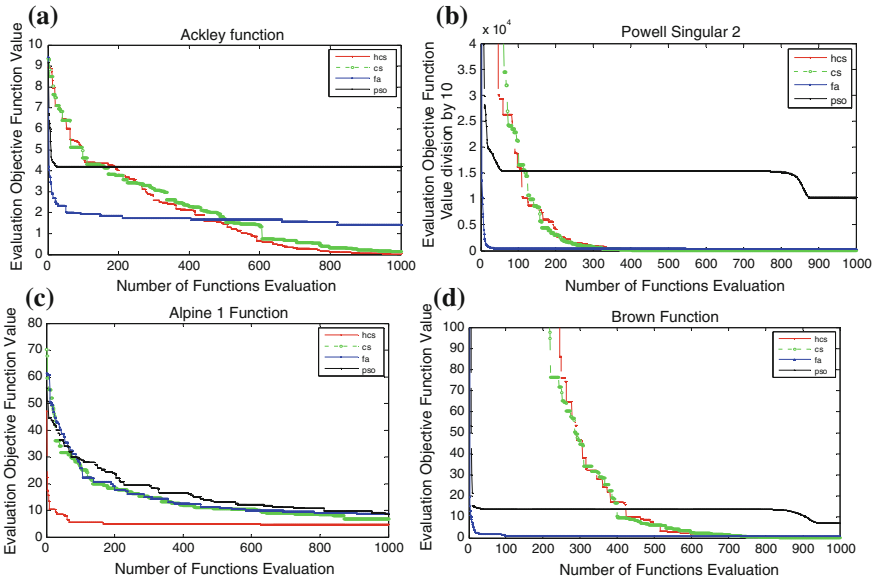 (a)
Ackley function
Evaluation Objective Function Value
10
9
8
7
6
5
4
3
2
1
0
0
200
400
600
800
1000
Number of Functions Evaluation
hcs
cs
fa
pso
(b)
x 10^4
Powell Singular 2
Evaluation Objective Function
Value division by 10
4
3.5
3
2.5
2
1.5
1
0.5
0
0
100
200
300
400
500
600
700
800
900
1000
Number of Functions Evaluation
hcs
cs
fa
pso
(c)
Alpine 1 Function
Evaluation Objective Function Value
80
70
60
50
40
30
20
10
0
0
200
400
600
800
1000
Number of Functions Evaluation
hcs
cs
fa
pso
(d)
Brown Function
Evaluation Objective Function Value
100
90
80
70
60
50
40
30
20
10
0
0
100
200
300
400
500
600
700
800
900
1000
Number of Functions Evaluation
hcs
cs
fa
pso